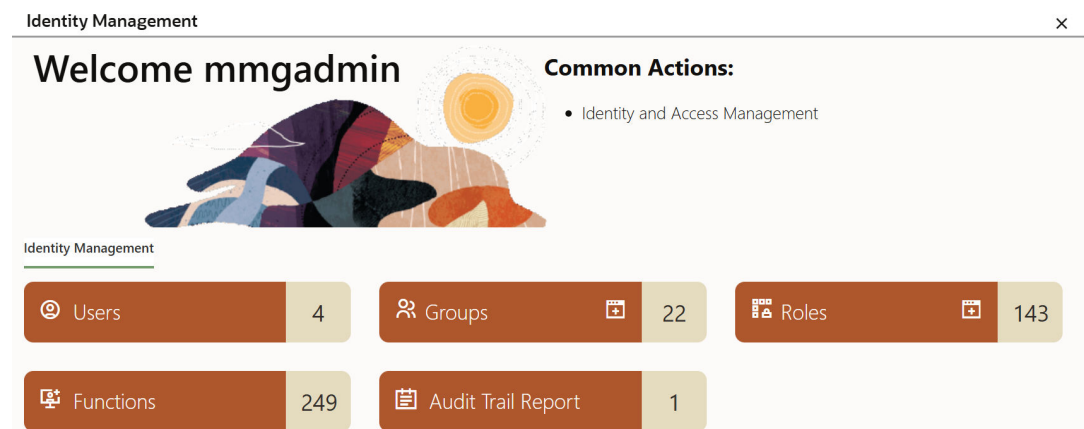 Identity Management
Welcome mmgadmin
Common Actions:
Identity and Access Management
Identity Management
Users 4
Groups 22
Roles 143
Functions 249
Audit Trail Report 1